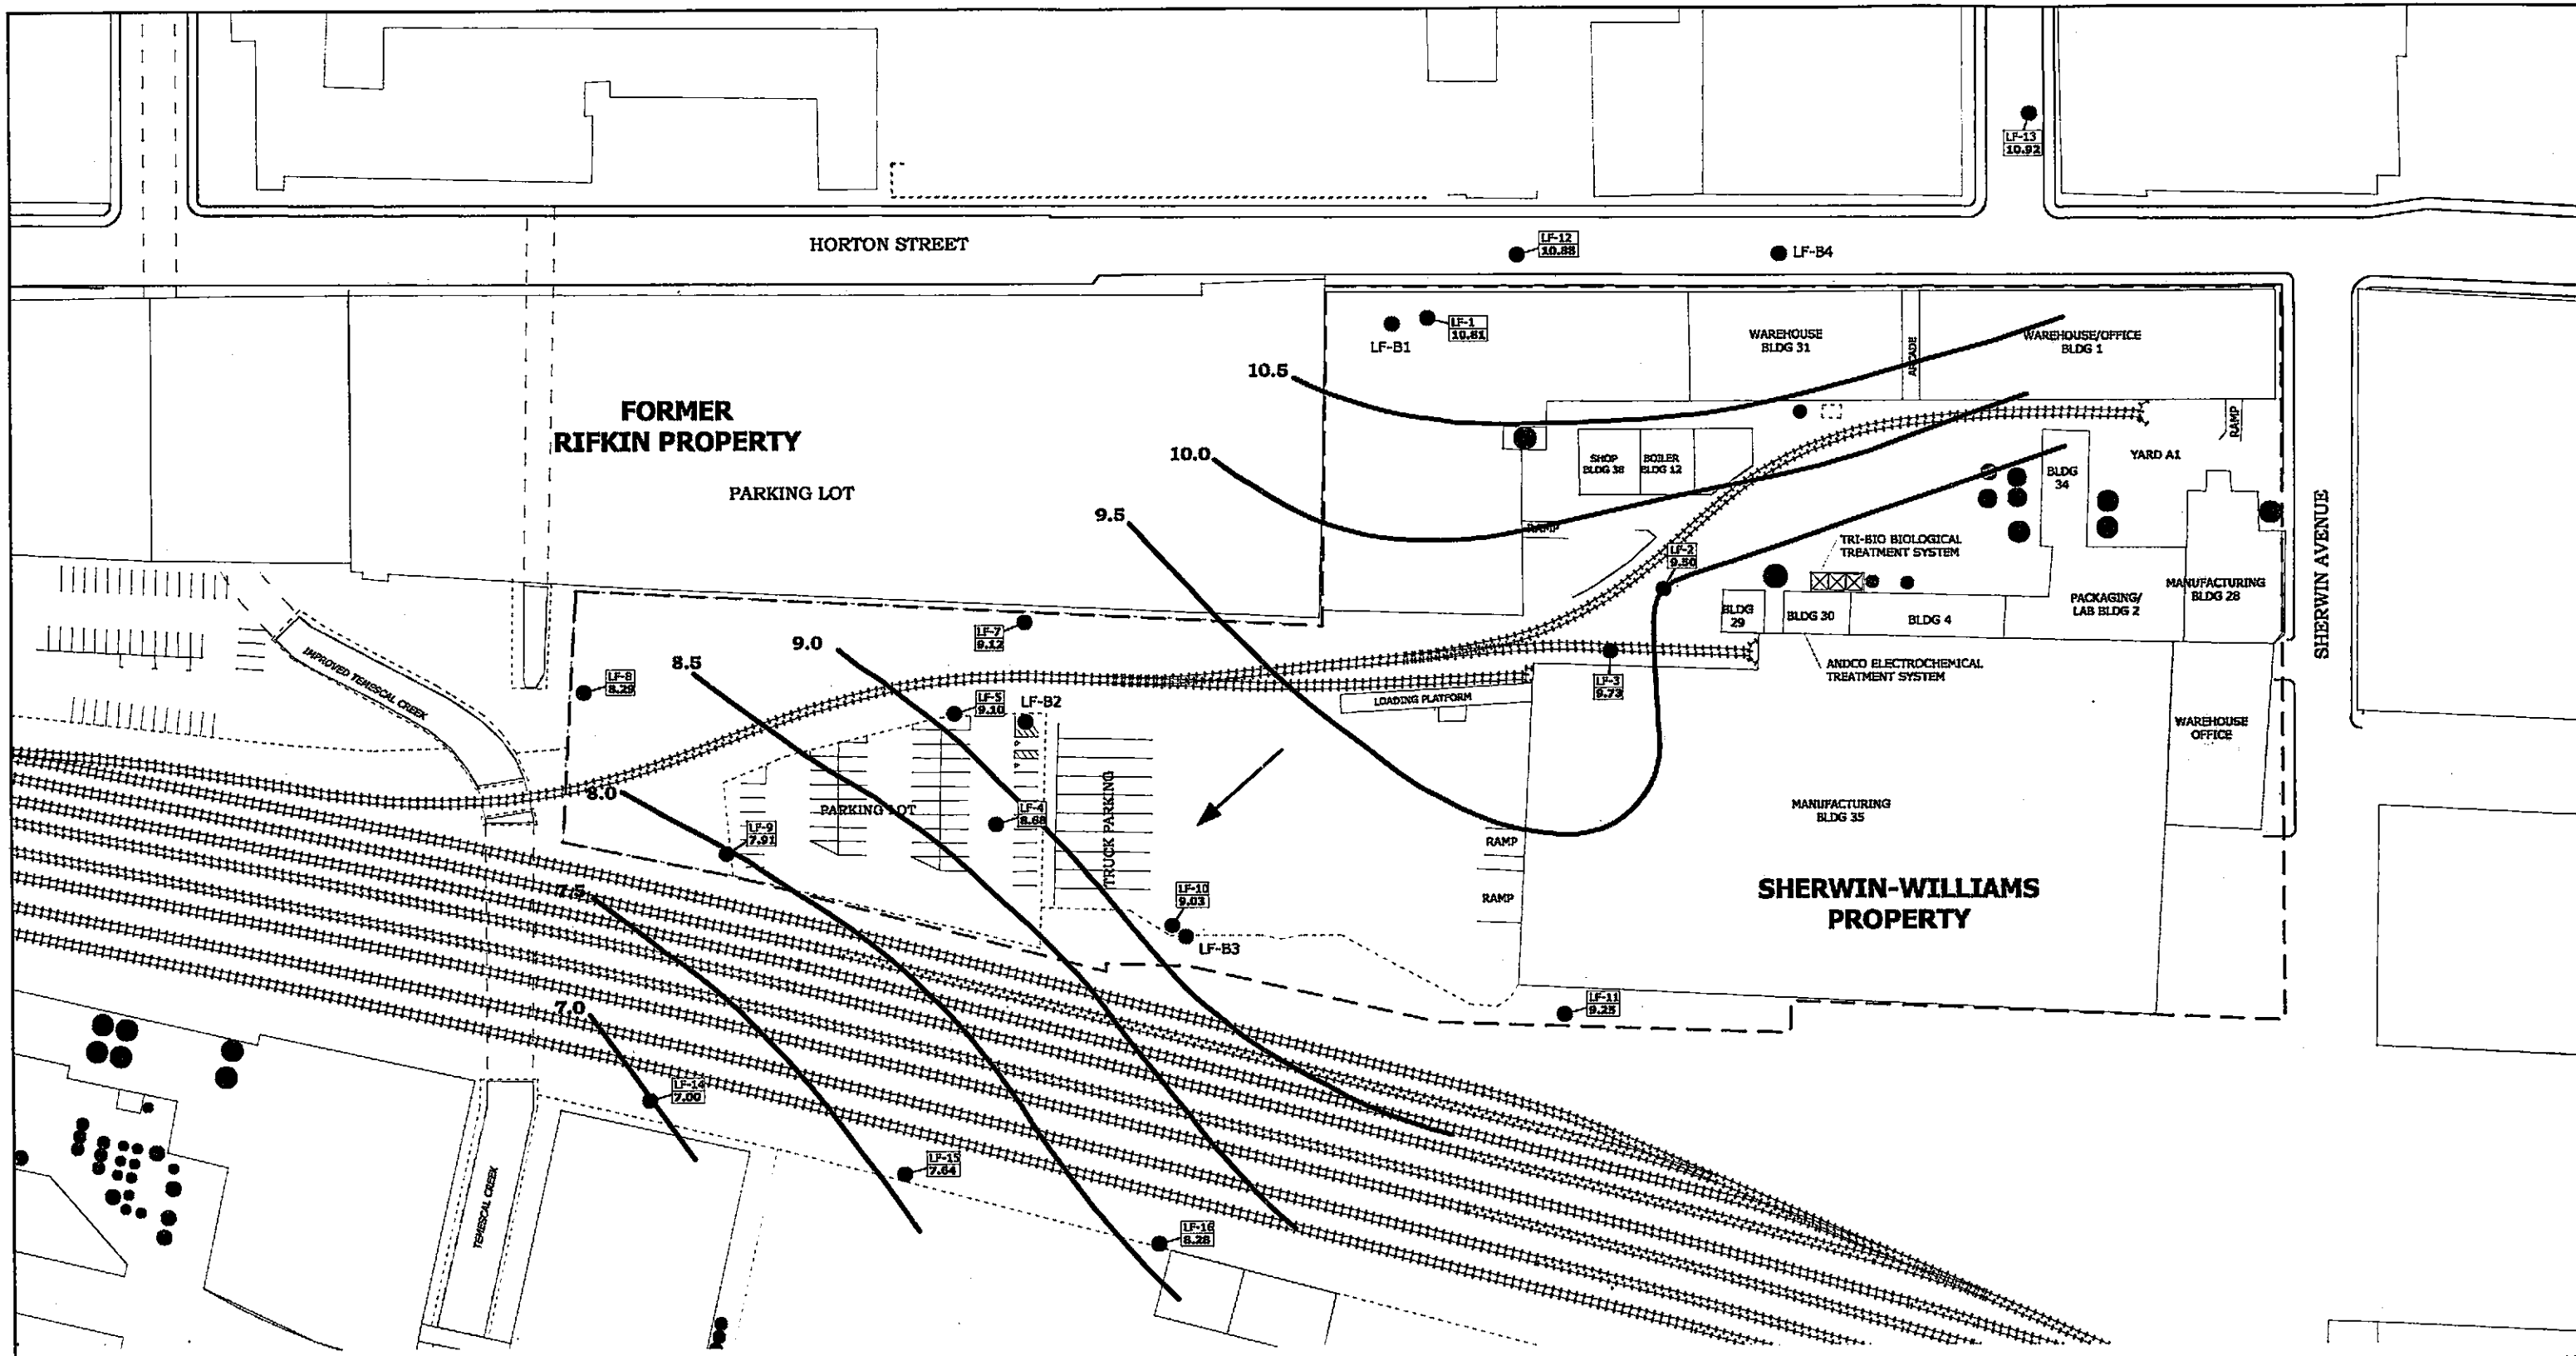 LF-13
10.92
HORTON STREET
LF-12
10.88
LF-B4
LF-1
10.81
LF-B1
WAREHOUSE
BLDG 31
ARCADE
WAREHOUSE/OFFICE
BLDG 1
10.5
FORMER
RIFKIN PROPERTY
PARKING LOT
10.0
SHOP
BLDG 38
BOILER
BLDG 12
RAMP
YARD A1
BLDG
34
9.5
RAMP
SHERWIN AVENUE
LF-2
9.50
TRI-BIO BIOLOGICAL
TREATMENT SYSTEM
MANUFACTURING
BLDG 28
PACKAGING/
LAB BLDG 2
BLDG
29
BLDG 30
BLDG 4
LF-7
9.12
9.0
8.5
IMPROVED TEMESCAL CREEK
LF-8
8.29
LF-3
9.73
ANDCO ELECTROCHEMICAL
TREATMENT SYSTEM
LOADING PLATFORM
LF-5
9.10
LF-B2
WAREHOUSE
OFFICE
8.0
PARKING LOT
LF-4
8.68
TRUCK PARKING
MANUFACTURING
BLDG 35
LF-9
7.91
RAMP
7.5
LF-10
9.03
RAMP
SHERWIN-WILLIAMS
PROPERTY
LF-B3
7.0
LF-11
9.25
LF-14
7.00
LF-15
7.64
TEMESCAL CREEK
LF-16
8.28